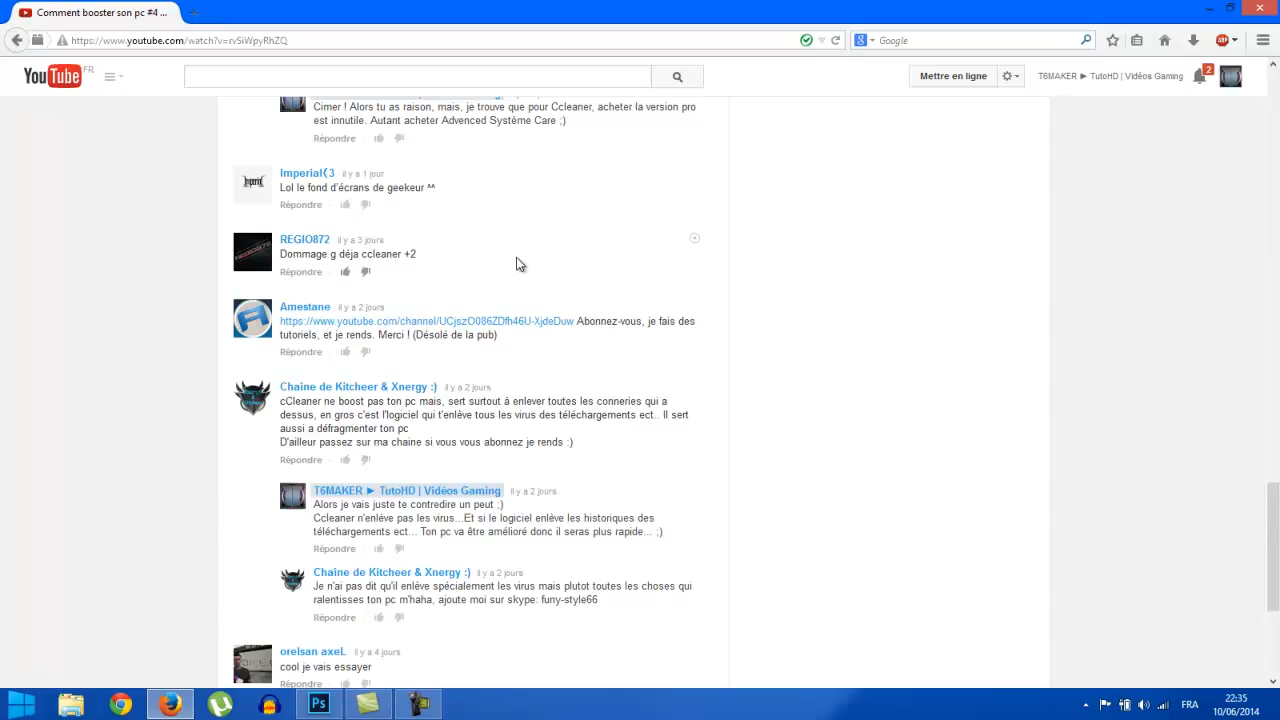 Comment booster son pc #4 ...
https://www.youtube.com/watch?v=rvSiWpyRhZQ
Google
ABP
YouTube FR
Mettre en ligne
T6MAKER ► TutoHD | Vidéos Gaming
2
Cimer ! Alors tu as raison, mais, je trouve que pour Ccleaner, acheter la version pro
est innutile. Autant acheter Advanced Système Care ;)
Répondre
Imperial❮3 il y a 1 jour
Lol le fond d'écrans de geekeur ^^
Répondre
REGIO872 il y a 3 jours
Dommage g déja ccleaner +2
Répondre
Amestane il y a 2 jours
https://www.youtube.com/channel/UCjszO086ZDfh46U-XjdeDuw Abonnez-vous, je fais des
tutoriels, et je rends. Merci ! (Désolé de la pub)
Répondre
Chaîne de Kitcheer & Xnergy :) il y a 2 jours
cCleaner ne boost pas ton pc mais, sert surtout à enlever toutes les conneries qui a
dessus, en gros c'est l'logiciel qui t'enlève tous les virus des téléchargements ect.. Il sert
aussi a défragmenter ton pc
D'ailleur passez sur ma chaine si vous vous abonnez je rends :)
Répondre
T6MAKER ► TutoHD | Vidéos Gaming il y a 2 jours
Alors je vais juste te contredire un peut ;)
Ccleaner n'enlève pas les virus...Et si le logiciel enlève les historiques des
téléchargements ect... Ton pc va être amélioré donc il seras plus rapide... ;)
Répondre
Chaîne de Kitcheer & Xnergy :) il y a 2 jours
Je n'ai pas dit qu'il enlève spécialement les virus mais plutot toutes les choses qui
ralentisses ton pc m'haha, ajoute moi sur skype: funy-style66
Répondre
orelsan axeL il y a 4 jours
cool je vais essayer
Répondre
Ps
FRA
22:35
10/06/2014